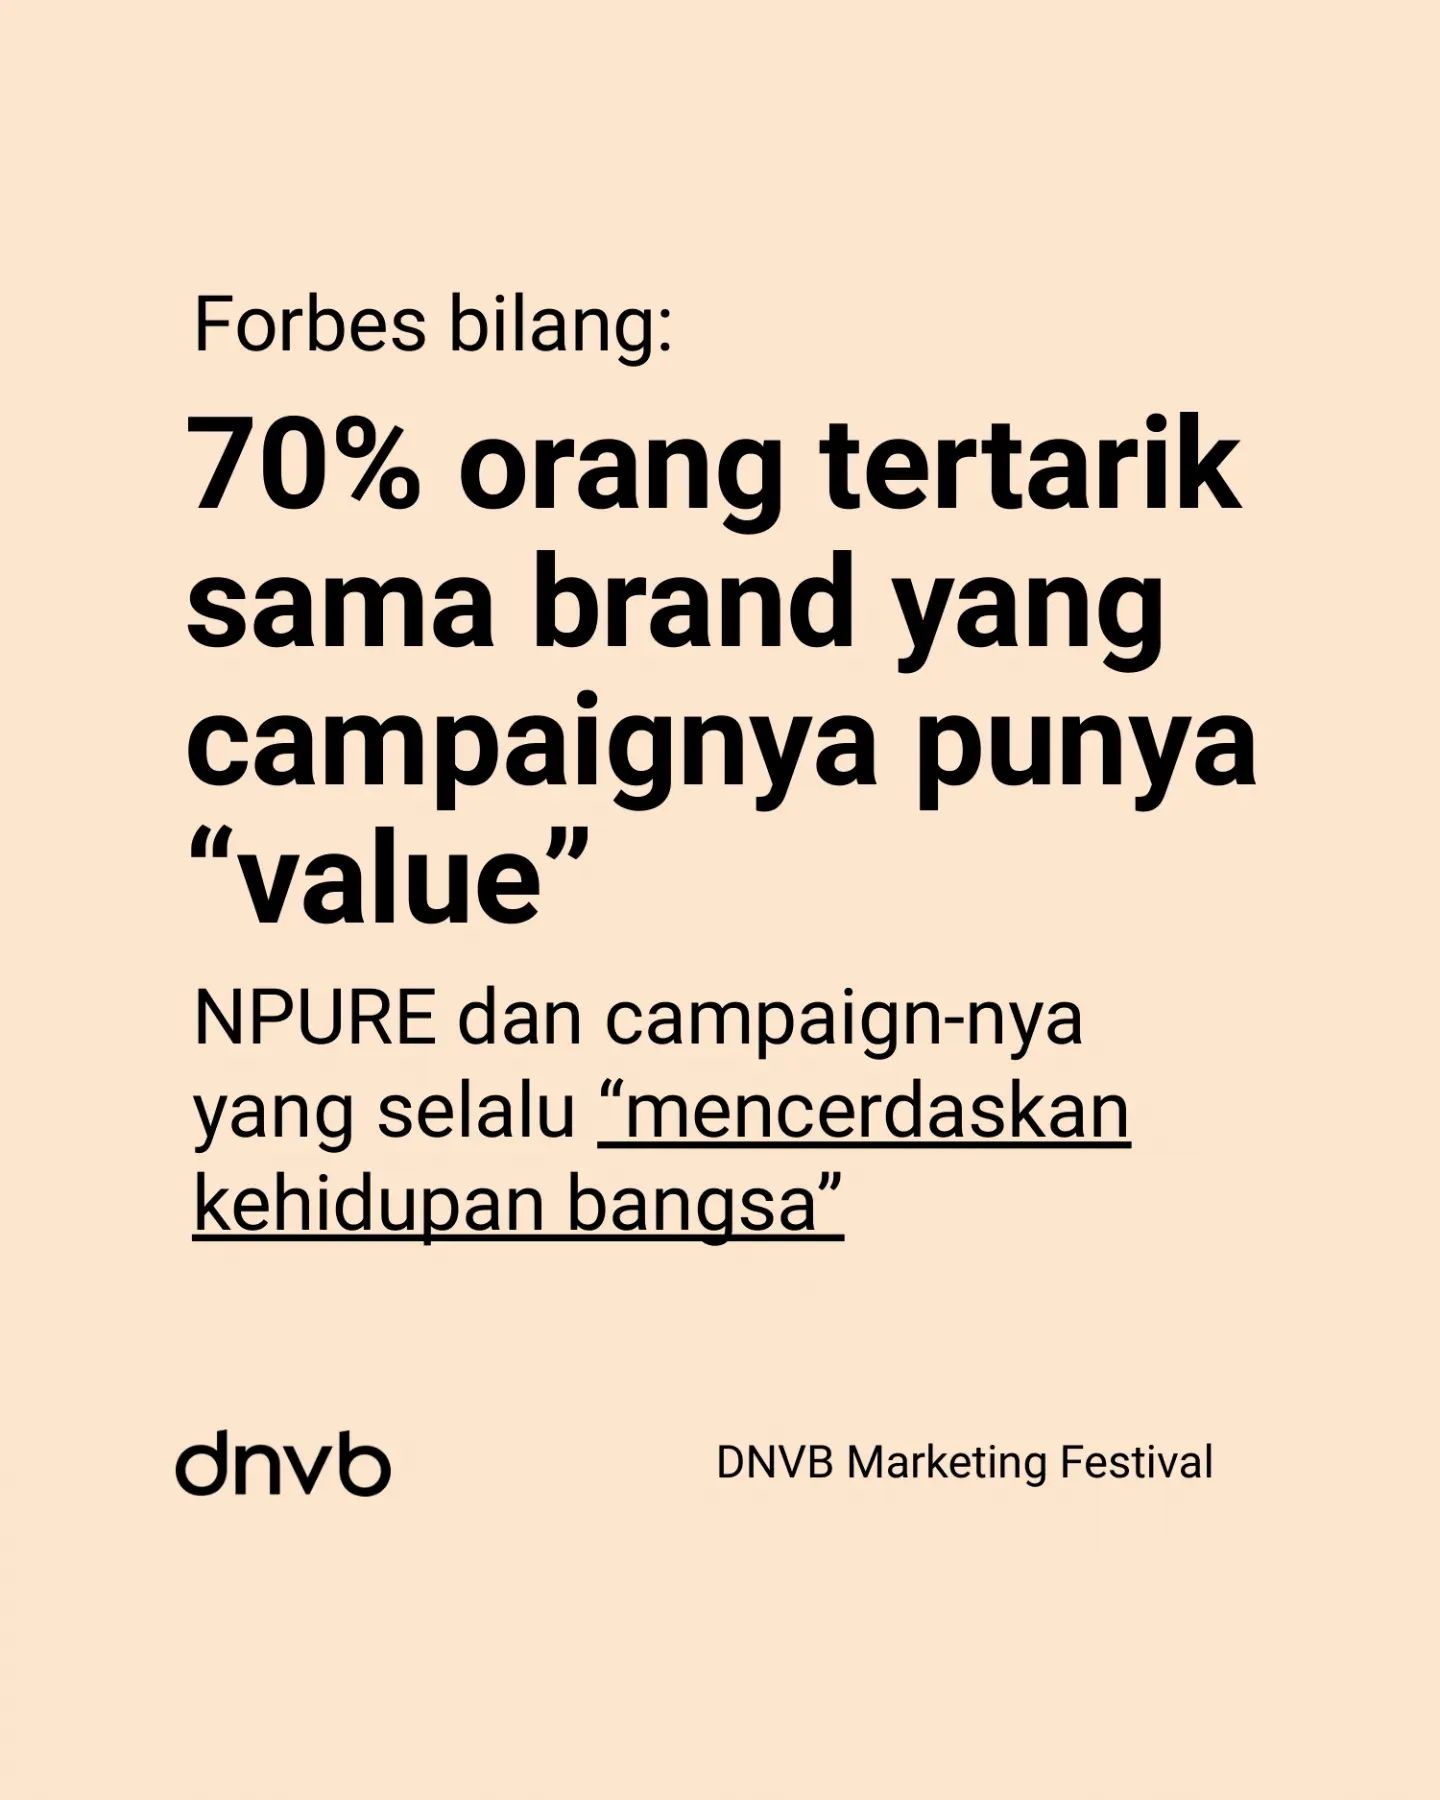 Forbes bilang:
70% orang tertarik
sama brand yang
campaignya punya
“value”
NPURE dan campaign-nya
yang selalu “mencerdaskan
kehidupan bangsa”
dnvb
DNVB Marketing Festival